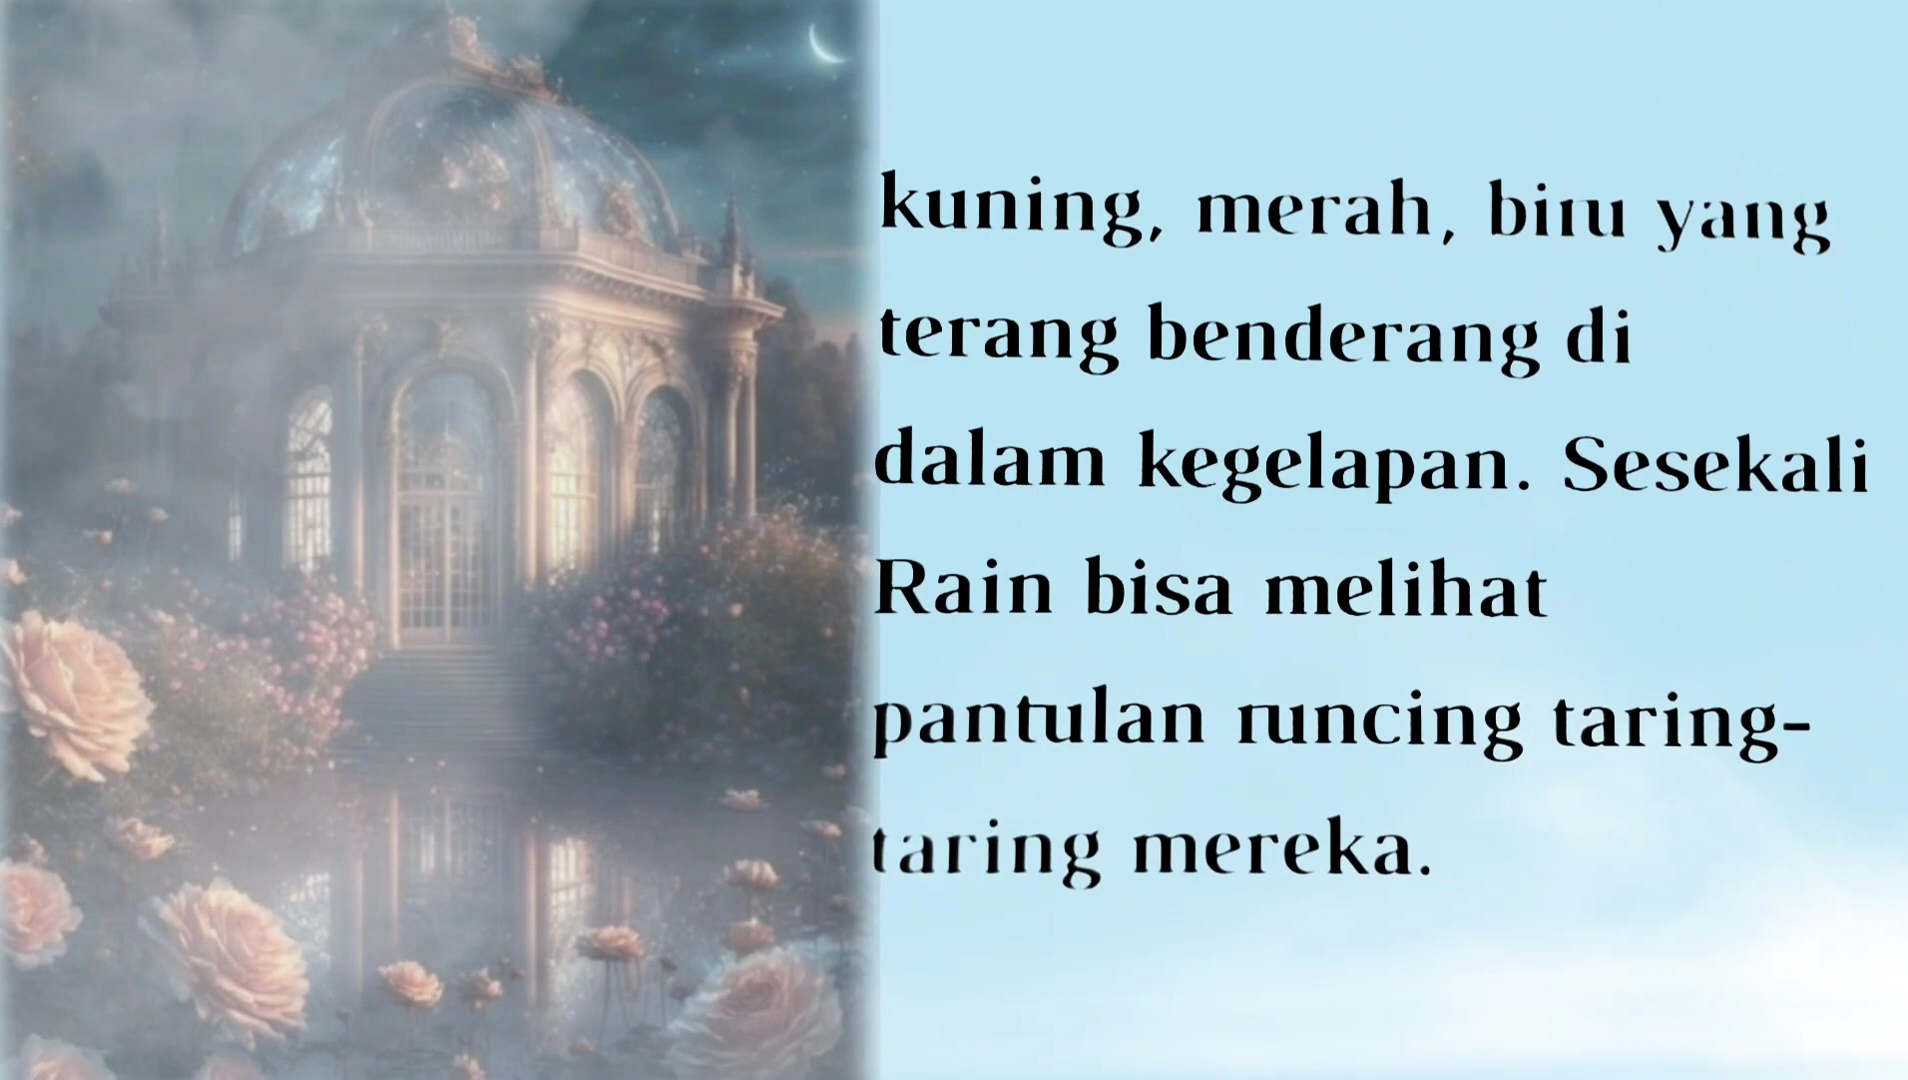 kuning, merah, biru yang
terang benderang di
dalam kegelapan. Sesekali
Rain bisa melihat
pantulan runcing taring-
taring mereka.